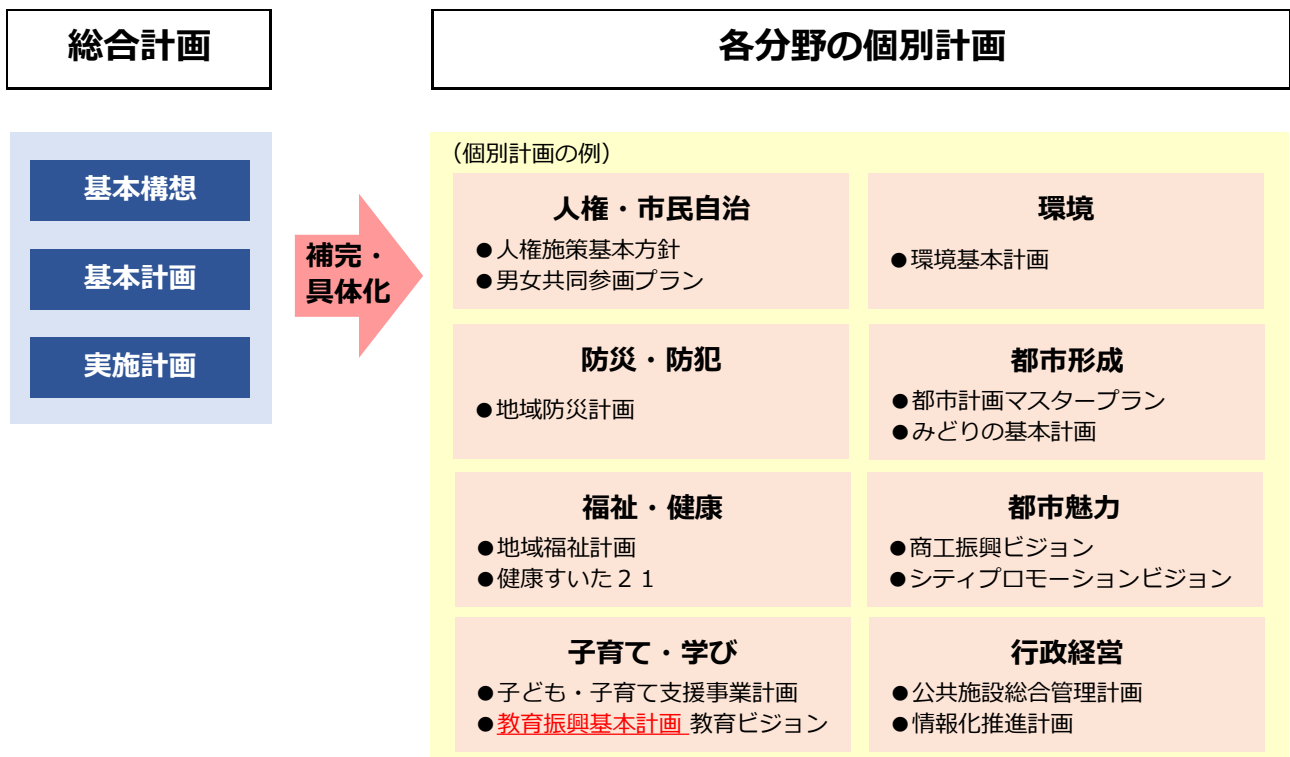 総合計画
各分野の個別計画
基本構想
基本計画
実施計画
補完・
具体化
（個別計画の例）
人権・市民自治
●人権施策基本方針
●男女共同参画プラン
環境
●環境基本計画
防災・防犯
●地域防災計画
都市形成
●都市計画マスタープラン
●みどりの基本計画
福祉・健康
●地域福祉計画
●健康すいた２１
都市魅力
●商工振興ビジョン
●シティプロモーションビジョン
子育て・学び
●子ども・子育て支援事業計画
●教育振興基本計画 教育ビジョン
行政経営
●公共施設総合管理計画
●情報化推進計画